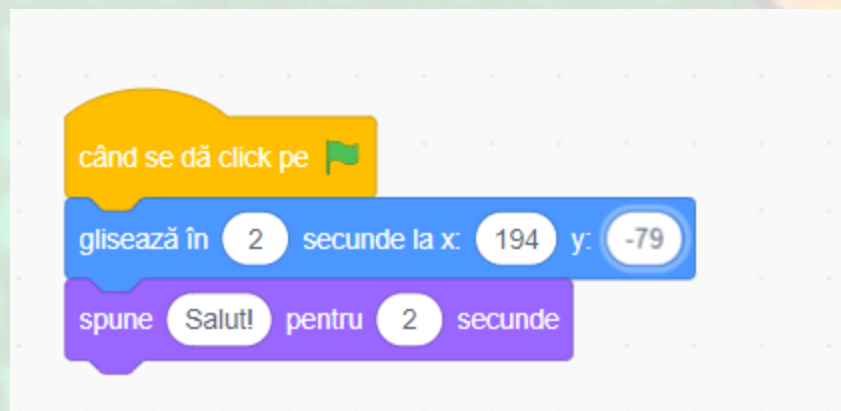 când se dă click pe
glisează în 2 secunde la x: 194 y: -79
spune Salut! pentru 2 secunde